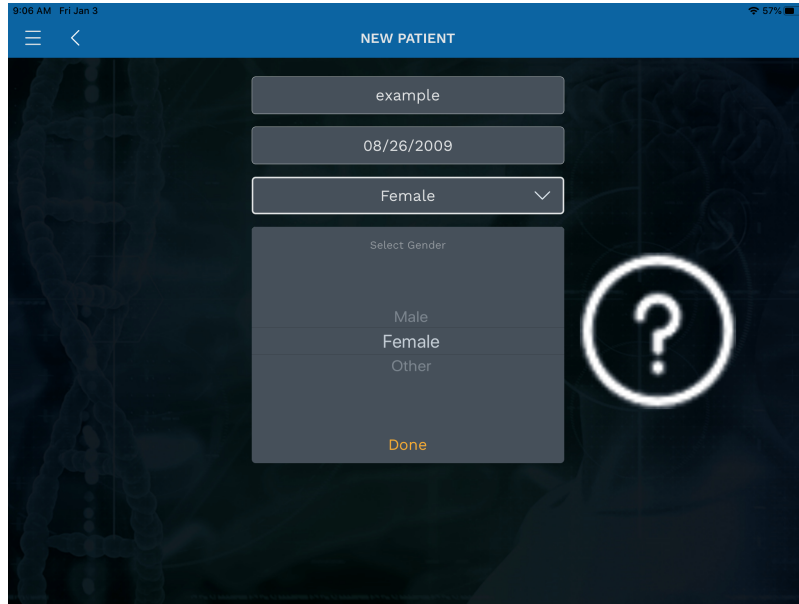 9:06 AM Fri Jan 3 57%
NEW PATIENT
example
08/26/2009
Female
Select Gender
Male
Female
Other
?
Done